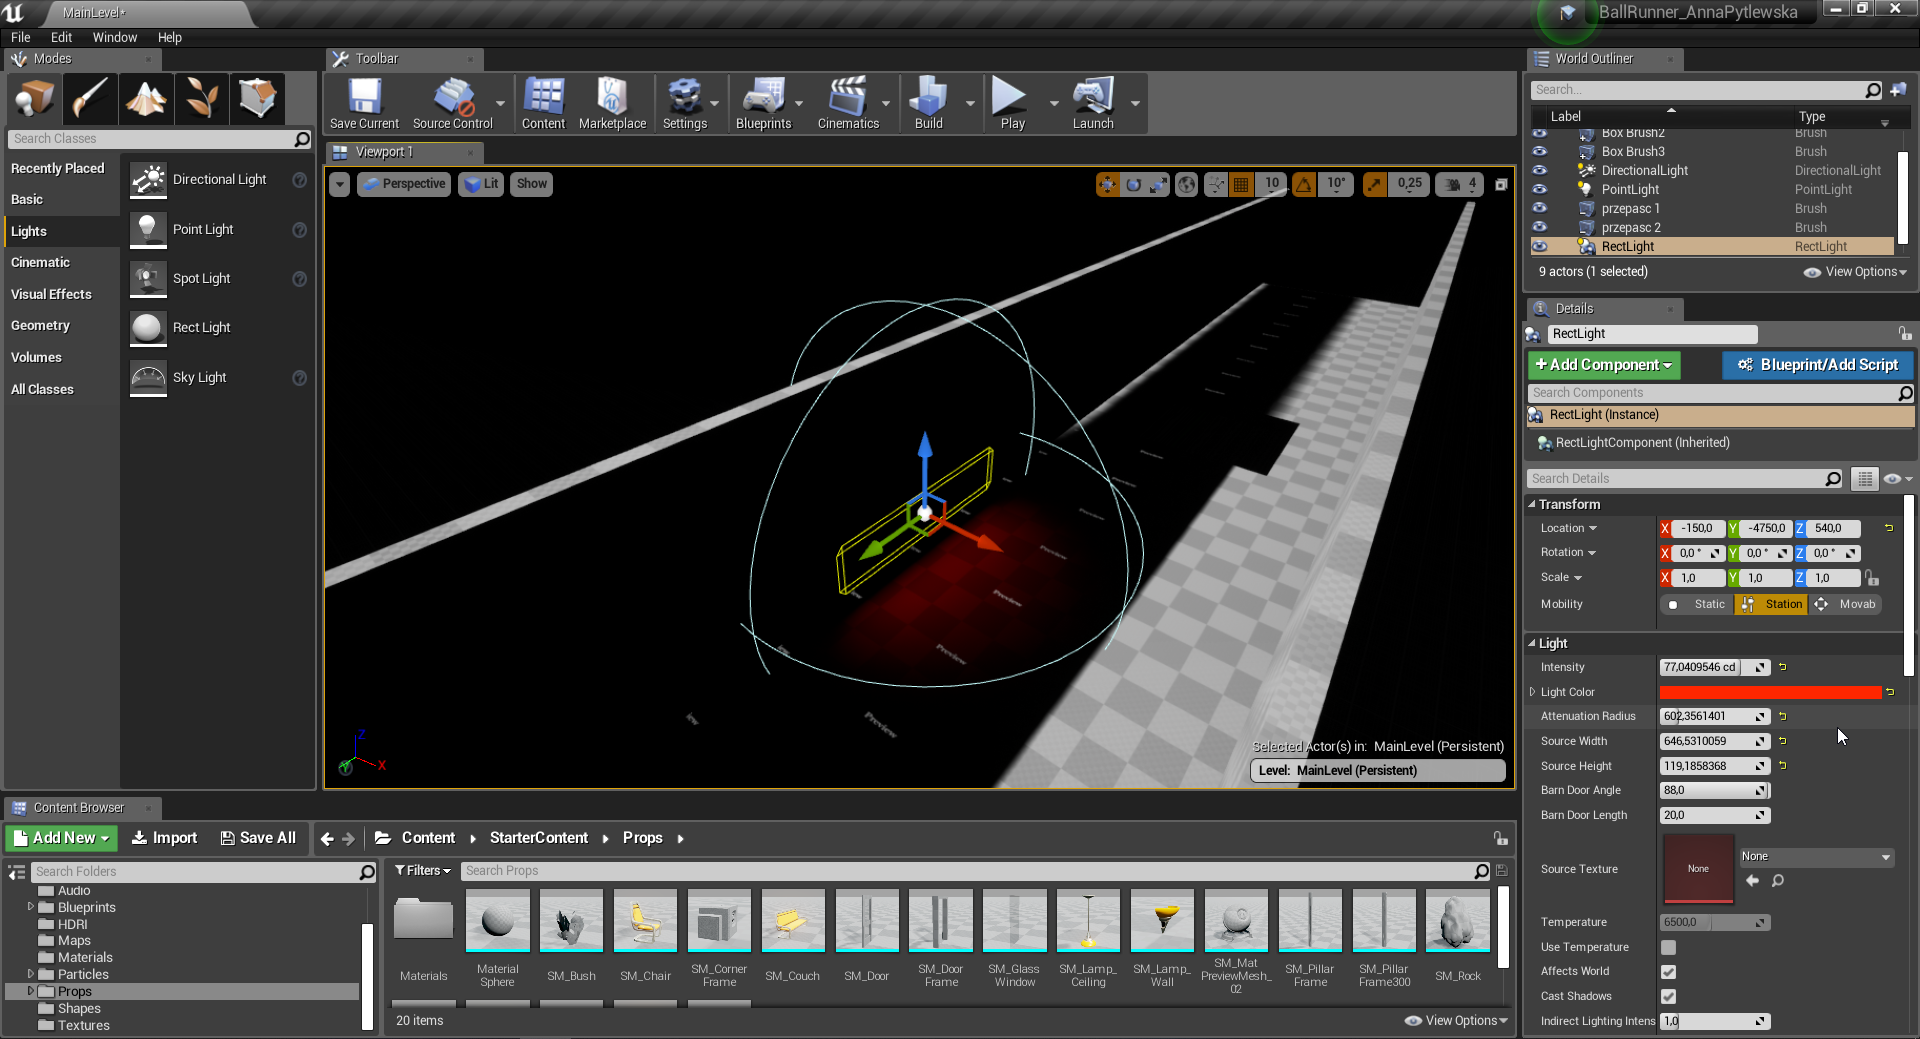 MainLevel*
BallRunner_AnnaPytlewska
File Edit Window Help
Modes
Search Classes
Recently Placed
Basic
Lights
Cinematic
Visual Effects
Geometry
Volumes
All Classes
Directional Light
Point Light
Spot Light
Rect Light
Sky Light
Toolbar
Save Current
Source Control
Content
Marketplace
Settings
Blueprints
Cinematics
Build
Play
Launch
Viewport 1
Perspective Lit Show
10 10° 0,25 4
Preview
Preview
Preview
Preview
Selected Actor(s) in: MainLevel (Persistent)
Level: MainLevel (Persistent)
Z
X
Y
World Outliner
Search...
Label Type
Box Brush2 Brush
Box Brush3 Brush
DirectionalLight DirectionalLight
PointLight PointLight
przepasc 1 Brush
przepasc 2 Brush
RectLight RectLight
9 actors (1 selected) View Options
Details
RectLight
+ Add Component Blueprint/Add Script
Search Components
RectLight (Instance)
RectLightComponent (Inherited)
Search Details
Transform
Location X -150,0 Y -4750,0 Z 540,0
Rotation X 0,0 ° Y 0,0 ° Z 0,0 °
Scale X 1,0 Y 1,0 Z 1,0
Mobility Static Station Movab
Light
Intensity 77,0409546 cd
Light Color
Attenuation Radius 602,3561401
Source Width 646,5310059
Source Height 119,1858368
Barn Door Angle 88,0
Barn Door Length 20,0
Source Texture None None
Temperature 6500,0
Use Temperature
Affects World
Cast Shadows
Indirect Lighting Intens 1,0
Content Browser
Add New Import Save All Content StarterContent Props
Search Folders
Audio
Blueprints
HDRI
Maps
Materials
Particles
Props
Shapes
Textures
Filters Search Props
Materials
Material
Sphere
SM_Bush
SM_Chair
SM_Corner
Frame
SM_Couch
SM_Door
SM_Door
Frame
SM_Glass
Window
SM_Lamp_
Ceiling
SM_Lamp_
Wall
SM_Mat
PreviewMesh_
02
SM_Pillar
Frame
SM_Pillar
Frame300
SM_Rock
20 items View Options